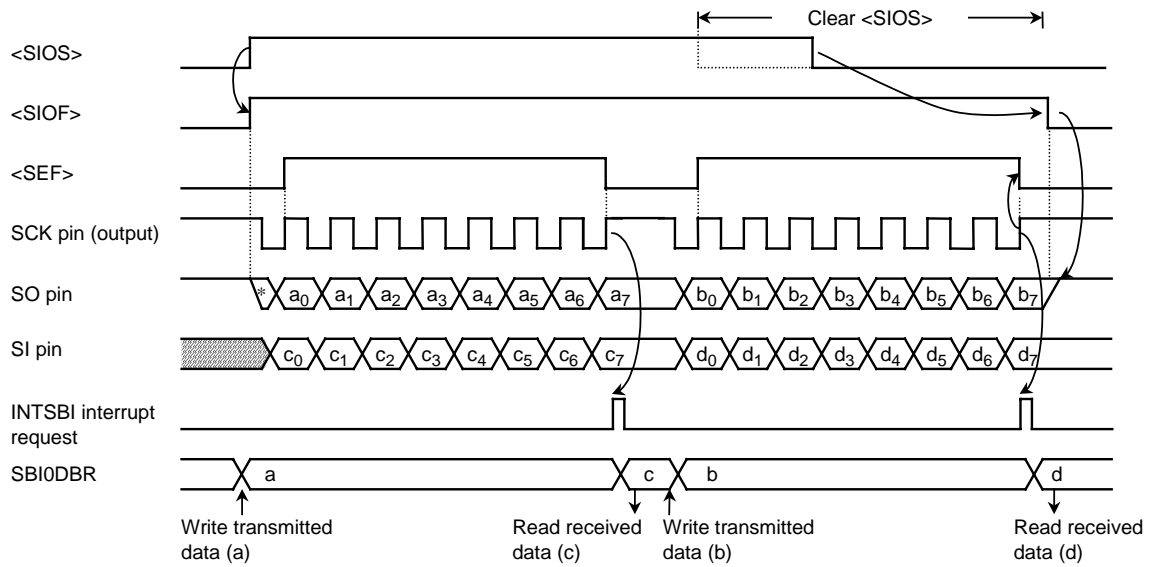 Clear <SIOS>
<SIOS>
<SIOF>
<SEF>
SCK pin (output)
SO pin
* a0 a1 a2 a3 a4 a5 a6 a7 b0 b1 b2 b3 b4 b5 b6 b7
SI pin
c0 c1 c2 c3 c4 c5 c6 c7 d0 d1 d2 d3 d4 d5 d6 d7
INTSBI interrupt
request
SBI0DBR
a c b d
Write transmitted
data (a)
Read received
data (c)
Write transmitted
data (b)
Read received
data (d)